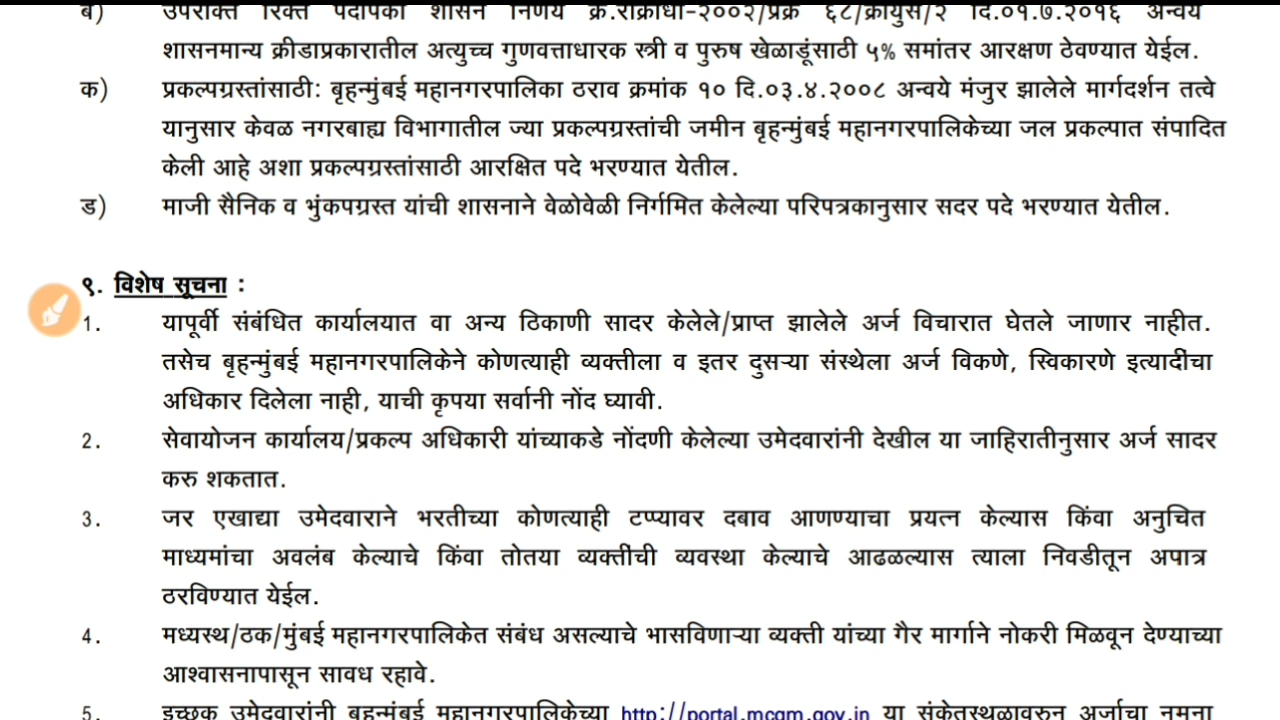 ब) उपरोक्त रिक्त पदांपैकी शासन निर्णय क्र.राक्रीधो-२००२/प्रक्र ६८/क्रीयुसे/२ दि.०१.७.२०१६ अन्वये
शासनमान्य क्रीडाप्रकारातील अत्युच्च गुणवत्ताधारक स्त्री व पुरुष खेळाडूंसाठी ५% समांतर आरक्षण ठेवण्यात येईल.
क) प्रकल्पग्रस्तांसाठी: बृहन्मुंबई महानगरपालिका ठराव क्रमांक १० दि.०३.४.२००८ अन्वये मंजुर झालेले मार्गदर्शन तत्वे
यानुसार केवळ नगरबाह्य विभागातील ज्या प्रकल्पग्रस्तांची जमीन बृहन्मुंबई महानगरपालिकेच्या जल प्रकल्पात संपादित
केली आहे अशा प्रकल्पग्रस्तांसाठी आरक्षित पदे भरण्यात येतील.
ड) माजी सैनिक व भुंकपग्रस्त यांची शासनाने वेळोवेळी निर्गमित केलेल्या परिपत्रकानुसार सदर पदे भरण्यात येतील.
९. विशेष सूचना :
1. यापूर्वी संबंधित कार्यालयात वा अन्य ठिकाणी सादर केलेले/प्राप्त झालेले अर्ज विचारात घेतले जाणार नाहीत.
तसेच बृहन्मुंबई महानगरपालिकेने कोणत्याही व्यक्तीला व इतर दुसऱ्या संस्थेला अर्ज विकणे, स्विकारणे इत्यादींचा
अधिकार दिलेला नाही, याची कृपया सर्वांनी नोंद घ्यावी.
2. सेवायोजन कार्यालय/प्रकल्प अधिकारी यांच्याकडे नोंदणी केलेल्या उमेदवारांनी देखील या जाहिरातीनुसार अर्ज सादर
करु शकतात.
3. जर एखाद्या उमेदवाराने भरतीच्या कोणत्याही टप्प्यावर दबाव आणण्याचा प्रयत्न केल्यास किंवा अनुचित
माध्यमांचा अवलंब केल्याचे किंवा तोतया व्यक्तींची व्यवस्था केल्याचे आढळल्यास त्याला निवडीतून अपात्र
ठरविण्यात येईल.
4. मध्यस्थ/ठक/मुंबई महानगरपालिकेत संबंध असल्याचे भासविणाऱ्या व्यक्ती यांच्या गैर मार्गाने नोकरी मिळवून देण्याच्या
आश्वासनापासून सावध रहावे.
5. इच्छुक उमेदवारांनी बृहन्मुंबई महानगरपालिकेच्या http://portal.mcgm.gov.in या संकेतस्थळावरुन अर्जाचा नमुना